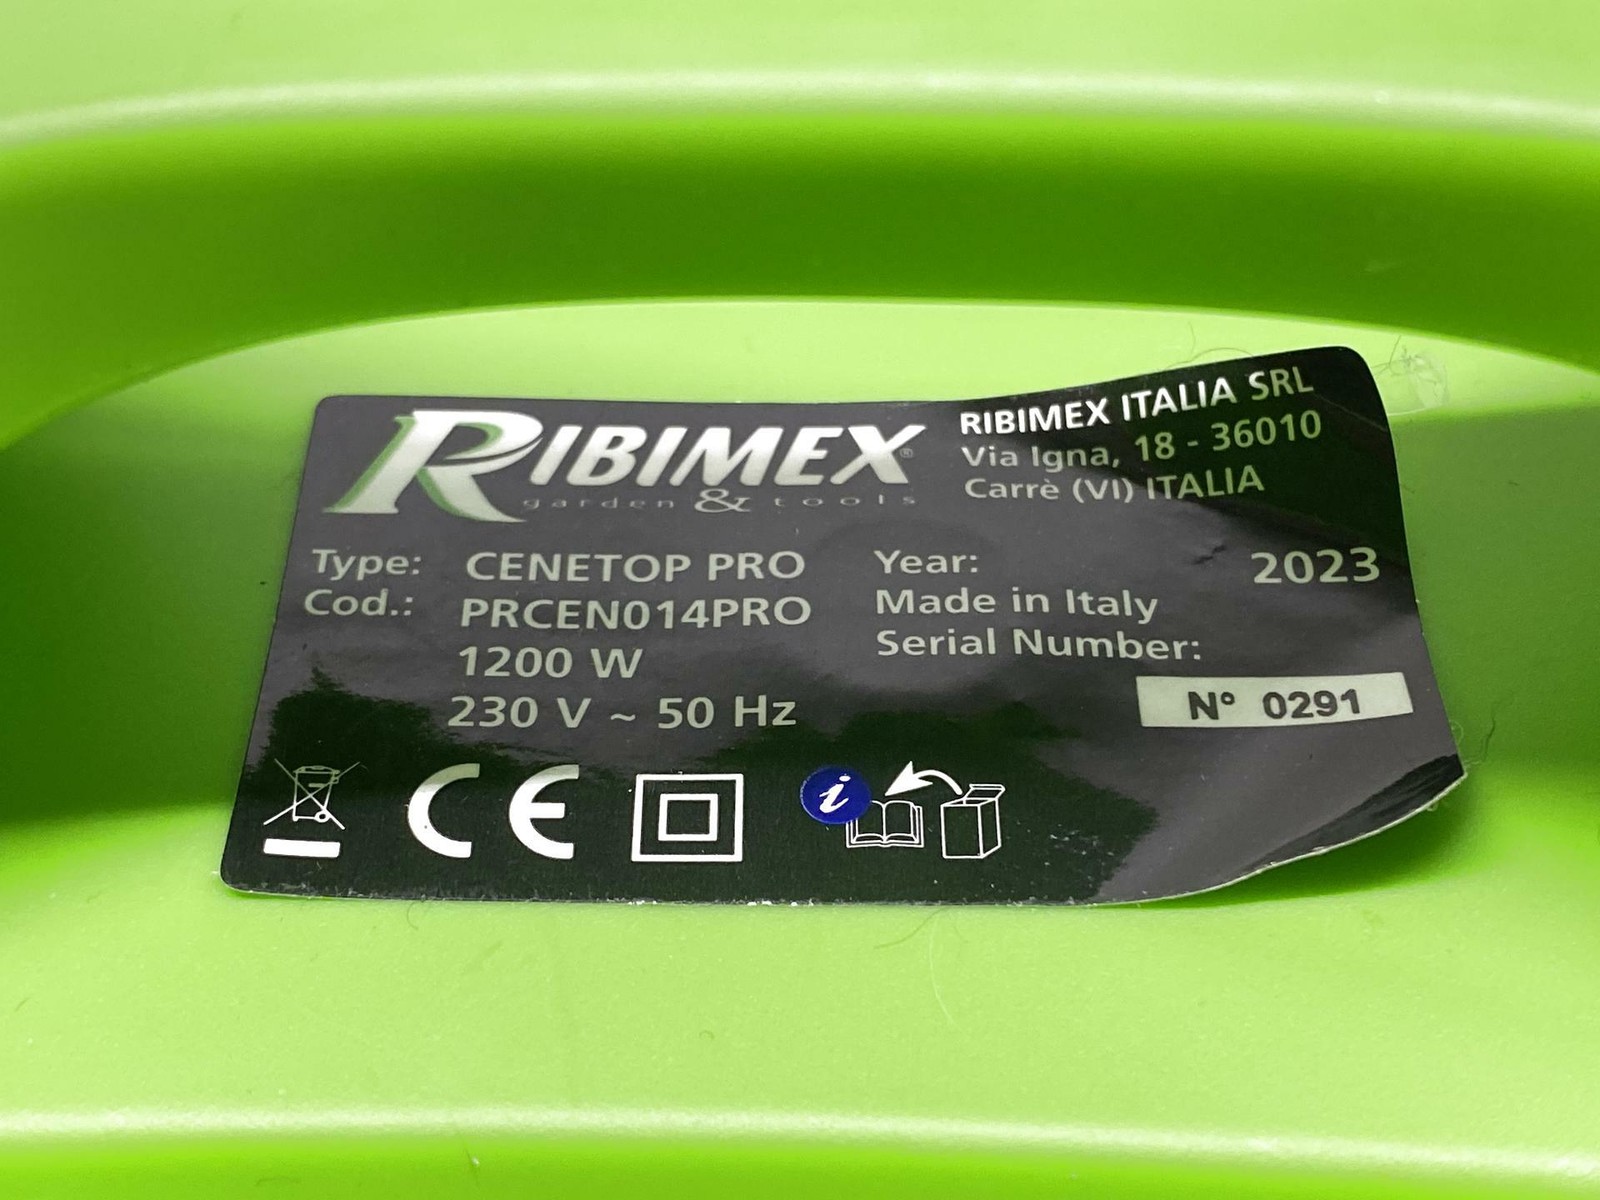 RIBIMEX®
garden & tools
RIBIMEX ITALIA SRL
Via Igna, 18 - 36010
Carrè (VI) ITALIA
Type: CENETOP PRO
Cod.: PRCEN014PRO
1200 W
230 V ~ 50 Hz
Year: 2023
Made in Italy
Serial Number:
N° 0291
CE
i